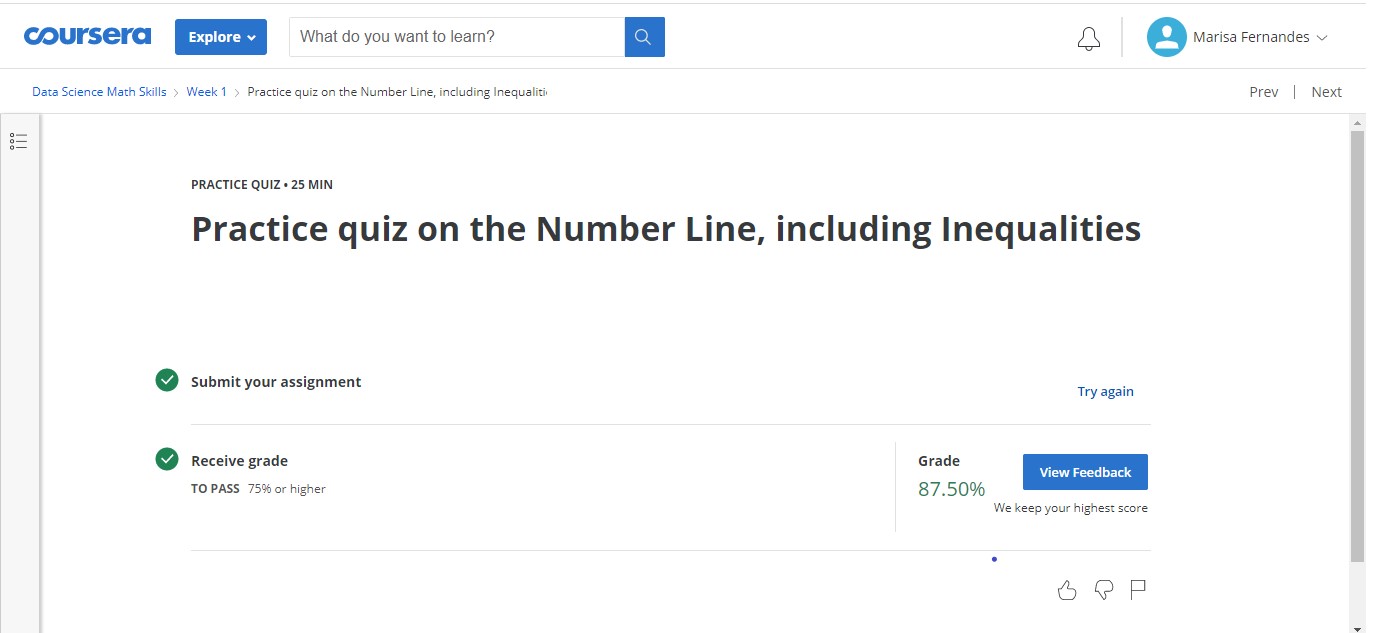 coursera Explore What do you want to learn? Marisa Fernandes
Data Science Math Skills Week 1 Practice quiz on the Number Line, including Inequaliti
Prev | Next
PRACTICE QUIZ • 25 MIN
Practice quiz on the Number Line, including Inequalities
Submit your assignment
Try again
Receive grade
TO PASS 75% or higher
Grade
87.50%
View Feedback
We keep your highest score